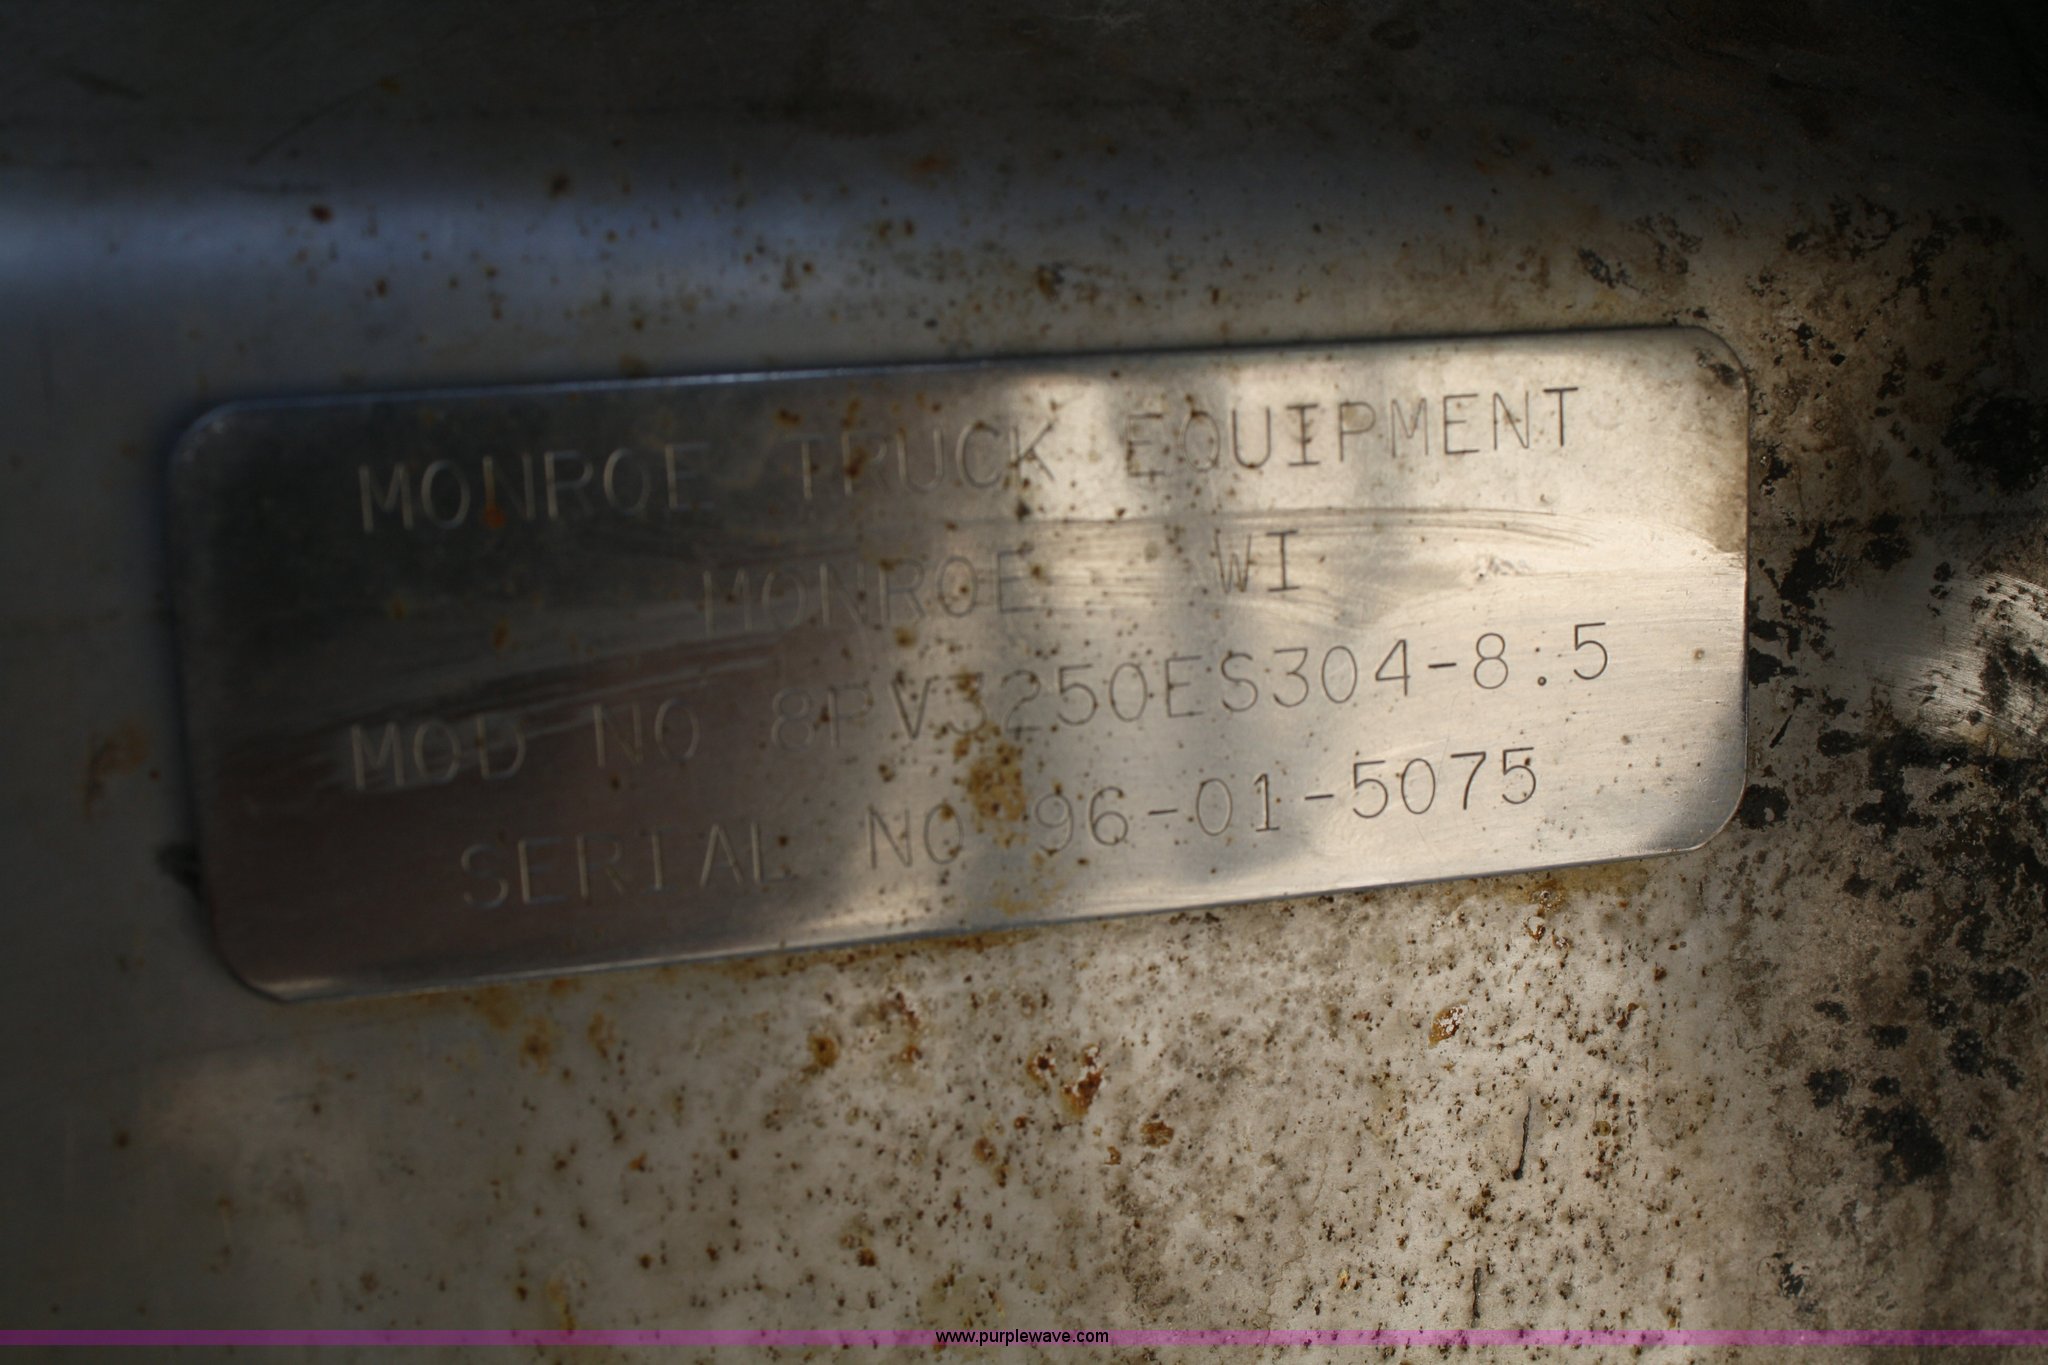 MONROE TRUCK EQUIPMENT
MONROE WI
MOD NO 8PV3250ES304-8.5
SERIAL NO 96-01-5075
www.purplewave.com